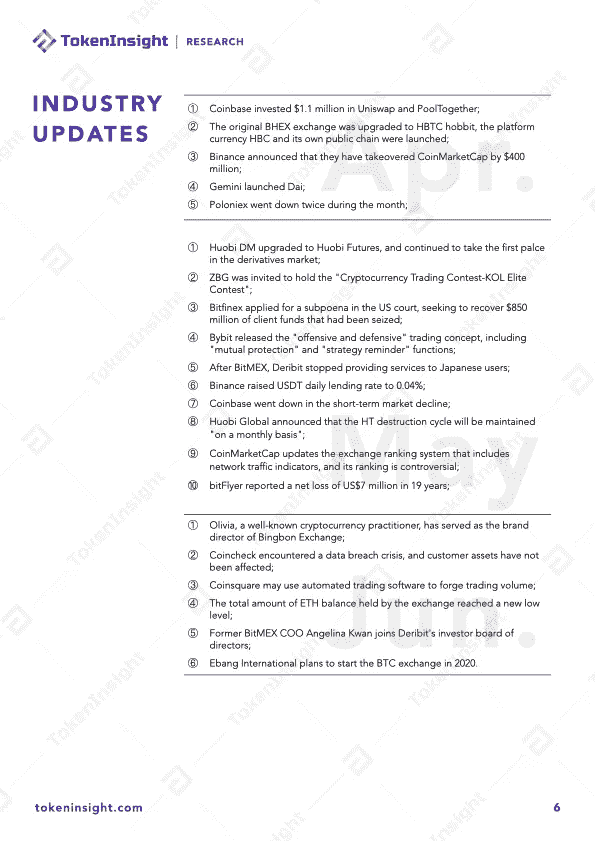 TokenInsight | RESEARCH
INDUSTRY
UPDATES
Apr.
① Coinbase invested $1.1 million in Uniswap and PoolTogether;
② The original BHEX exchange was upgraded to HBTC hobbit, the platform
currency HBC and its own public chain were launched;
③ Binance announced that they have takeovered CoinMarketCap by $400
million;
④ Gemini launched Dai;
⑤ Poloniex went down twice during the month;
May
① Huobi DM upgraded to Huobi Futures, and continued to take the first palce
in the derivatives market;
② ZBG was invited to hold the "Cryptocurrency Trading Contest-KOL Elite
Contest";
③ Bitfinex applied for a subpoena in the US court, seeking to recover $850
million of client funds that had been seized;
④ Bybit released the "offensive and defensive" trading concept, including
"mutual protection" and "strategy reminder" functions;
⑤ After BitMEX, Deribit stopped providing services to Japanese users;
⑥ Binance raised USDT daily lending rate to 0.04%;
⑦ Coinbase went down in the short-term market decline;
⑧ Huobi Global announced that the HT destruction cycle will be maintained
"on a monthly basis";
⑨ CoinMarketCap updates the exchange ranking system that includes
network traffic indicators, and its ranking is controversial;
⑩ bitFlyer reported a net loss of US$7 million in 19 years;
Jun.
① Olivia, a well-known cryptocurrency practitioner, has served as the brand
director of Bingbon Exchange;
② Coincheck encountered a data breach crisis, and customer assets have not
been affected;
③ Coinsquare may use automated trading software to forge trading volume;
④ The total amount of ETH balance held by the exchange reached a new low
level;
⑤ Former BitMEX COO Angelina Kwan joins Deribit's investor board of
directors;
⑥ Ebang International plans to start the BTC exchange in 2020.
tokeninsight.com
6